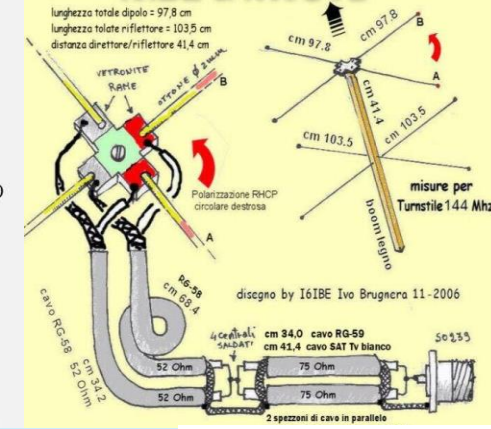 lunghezza totale dipolo = 97,8 cm
lunghezza tolate riflettore = 103,5 cm
distanza direttore/riflettore 41,4 cm
VETRONITE
RAME
OTTONE Ø 2 mm
B
A
Polarizzazione RHCP
circolare destrosa
cm 97.8
cm 97.8
B
A
cm 41.4
cm 103.5
cm 103.5
boom legno
misure per
Turnstile 144 Mhz
disegno by I6IBE Ivo Brugnera 11-2006
RG-58
cm 68.4
cavo RG-58 52 Ohm
cm 34.2
4 centrali
SALDATI
cm 34,0 cavo RG-59
cm 41,4 cavo SAT Tv bianco
SO239
52 Ohm
75 Ohm
52 Ohm
75 Ohm
2 spezzoni di cavo in parallelo